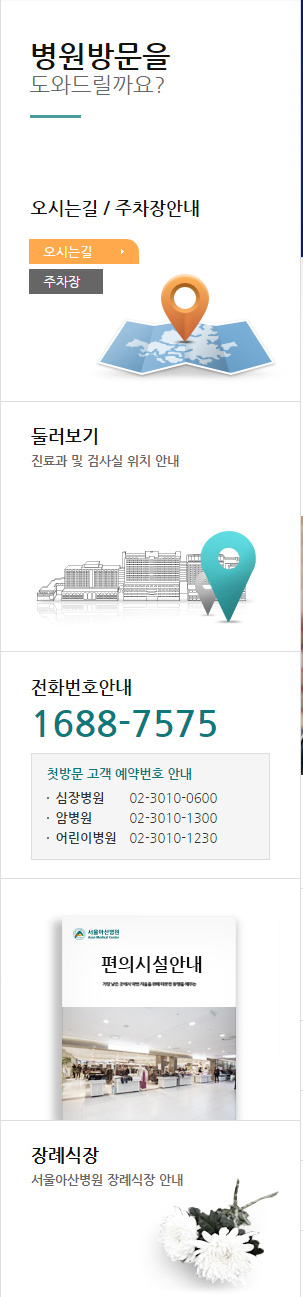 병원방문을
도와드릴까요?
오시는길 / 주차장안내
오시는길
주차장
둘러보기
진료과 및 검사실 위치 안내
전화번호안내
1688-7575
첫방문 고객 예약번호 안내
· 심장병원 02-3010-0600
· 암병원 02-3010-1300
· 어린이병원 02-3010-1230
서울아산병원
Asan Medical Center
편의시설안내
장례식장
서울아산병원 장례식장 안내